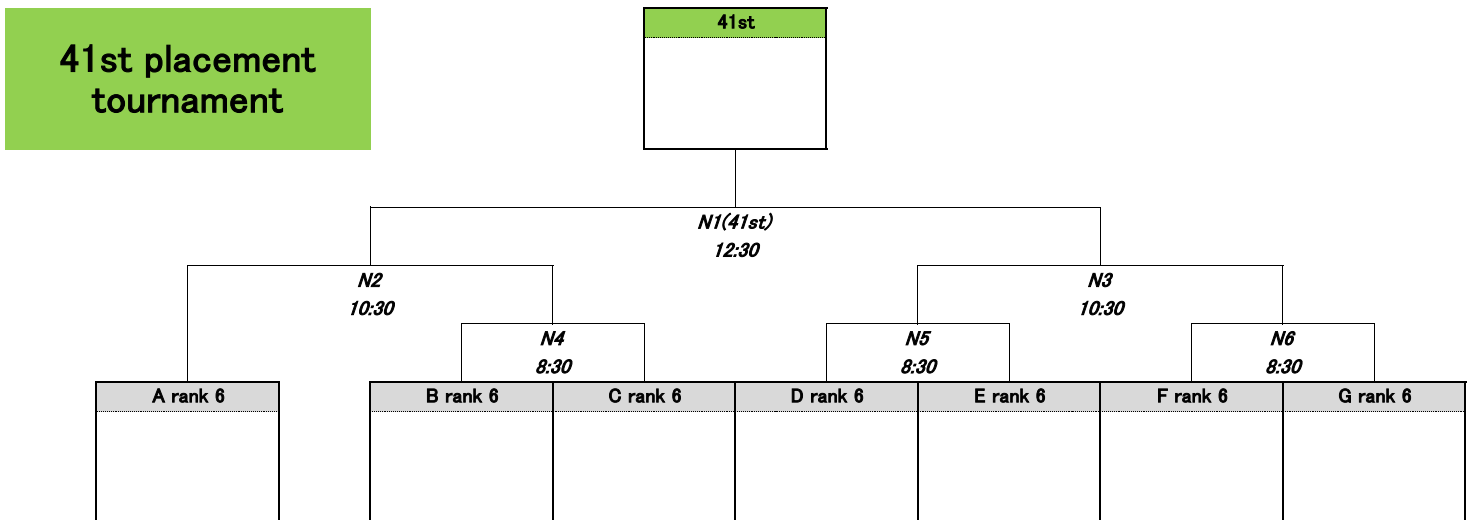 41st placement
tournament
41st
N1(41st)
12:30
N2
N3
10:30
10:30
N4
N5
N6
8:30
8:30
8:30
A rank 6
B rank 6
C rank 6
D rank 6
E rank 6
F rank 6
G rank 6